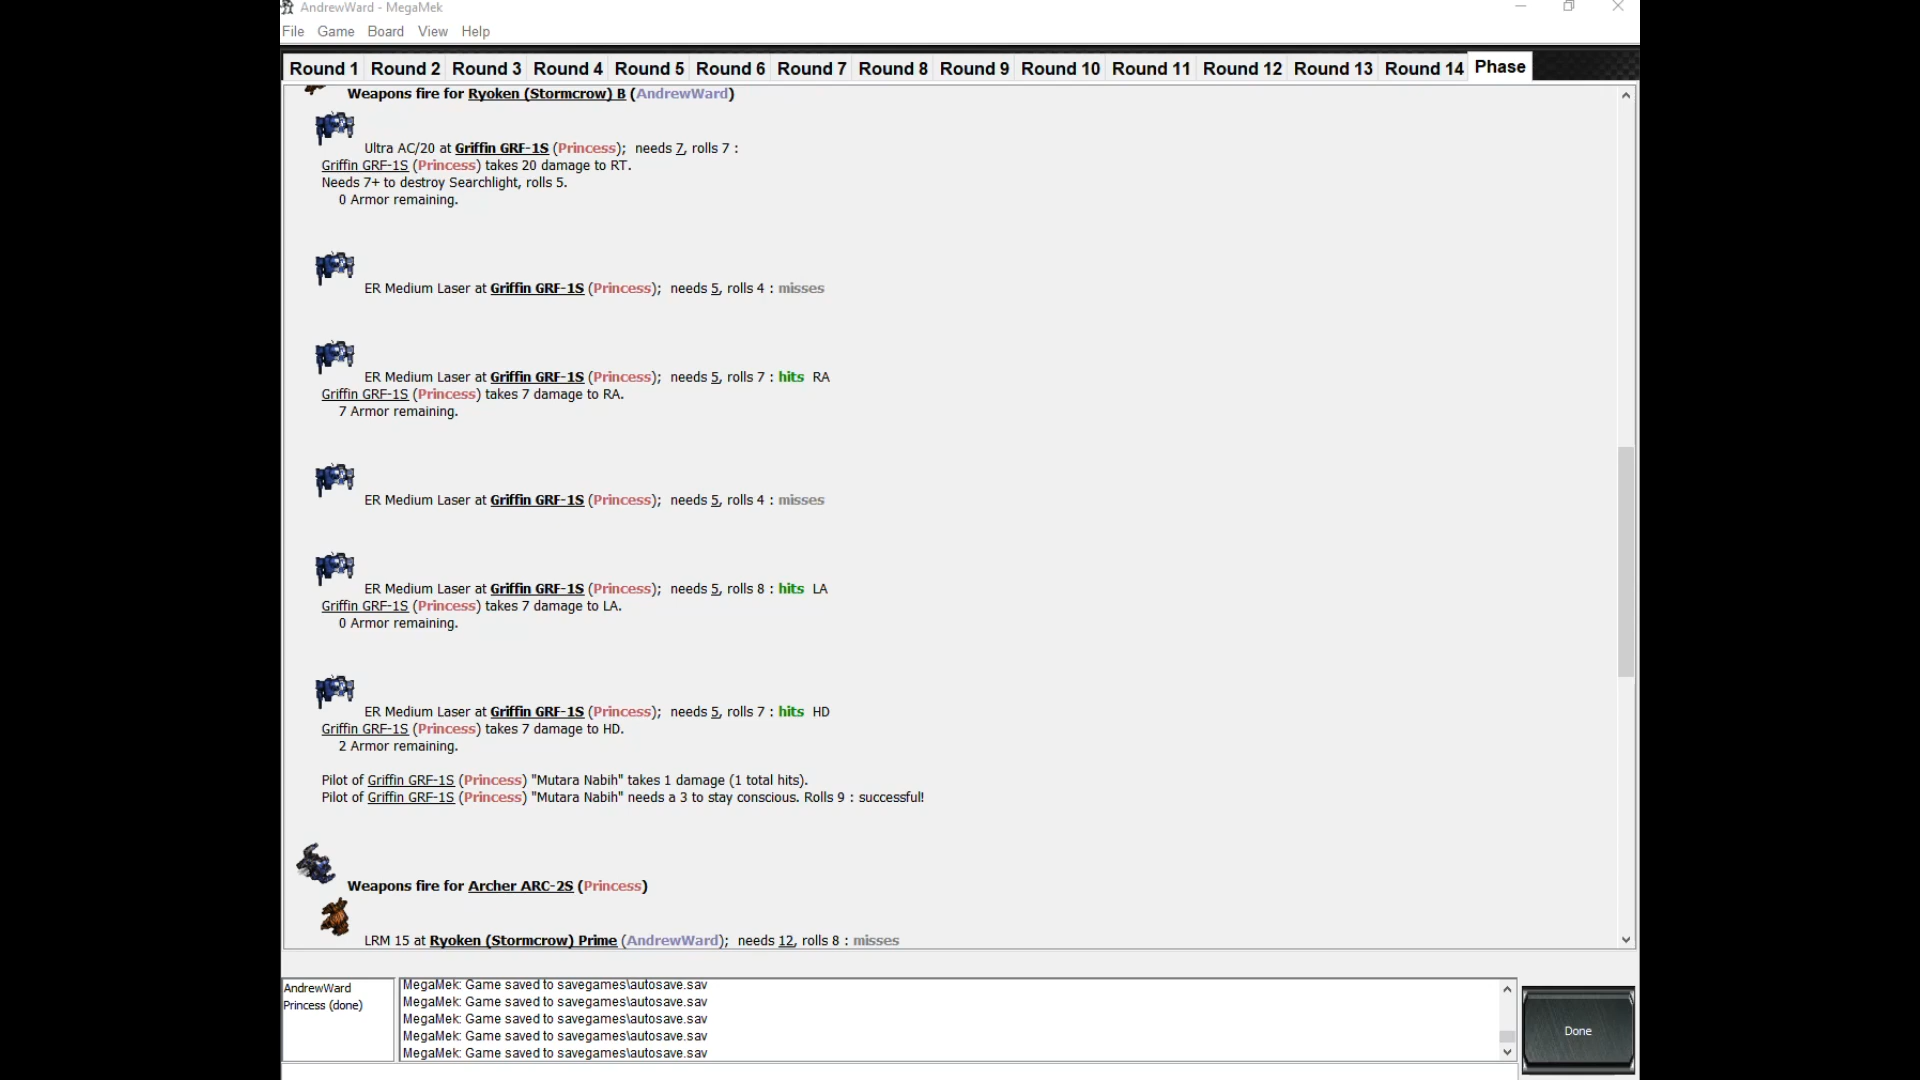 AndrewWard - MegaMek
File Game Board View Help
Round 1 Round 2 Round 3 Round 4 Round 5 Round 6 Round 7 Round 8 Round 9 Round 10 Round 11 Round 12 Round 13 Round 14 Phase
Weapons fire for Ryoken (Stormcrow) B (AndrewWard)
Ultra AC/20 at Griffin GRF-1S (Princess); needs 7, rolls 7 :
Griffin GRF-1S (Princess) takes 20 damage to RT.
Needs 7+ to destroy Searchlight, rolls 5.
0 Armor remaining.
ER Medium Laser at Griffin GRF-1S (Princess); needs 5, rolls 4 : misses
ER Medium Laser at Griffin GRF-1S (Princess); needs 5, rolls 7 : hits RA
Griffin GRF-1S (Princess) takes 7 damage to RA.
7 Armor remaining.
ER Medium Laser at Griffin GRF-1S (Princess); needs 5, rolls 4 : misses
ER Medium Laser at Griffin GRF-1S (Princess); needs 5, rolls 8 : hits LA
Griffin GRF-1S (Princess) takes 7 damage to LA.
0 Armor remaining.
ER Medium Laser at Griffin GRF-1S (Princess); needs 5, rolls 7 : hits HD
Griffin GRF-1S (Princess) takes 7 damage to HD.
2 Armor remaining.
Pilot of Griffin GRF-1S (Princess) "Mutara Nabih" takes 1 damage (1 total hits).
Pilot of Griffin GRF-1S (Princess) "Mutara Nabih" needs a 3 to stay conscious. Rolls 9 : successful!
Weapons fire for Archer ARC-2S (Princess)
LRM 15 at Ryoken (Stormcrow) Prime (AndrewWard); needs 12, rolls 8 : misses
AndrewWard
Princess (done)
MegaMek: Game saved to savegames\autosave.sav
MegaMek: Game saved to savegames\autosave.sav
MegaMek: Game saved to savegames\autosave.sav
MegaMek: Game saved to savegames\autosave.sav
MegaMek: Game saved to savegames\autosave.sav
Done